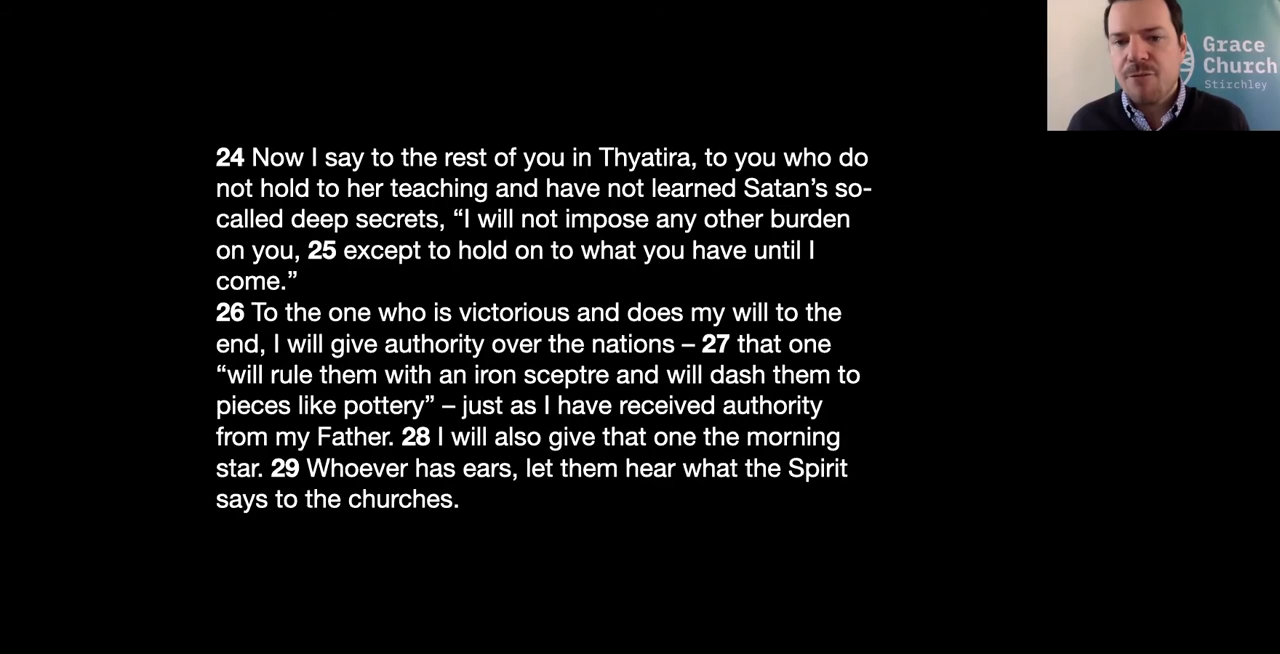 24 Now I say to the rest of you in Thyatira, to you who do
not hold to her teaching and have not learned Satan’s so-
called deep secrets, “I will not impose any other burden
on you, 25 except to hold on to what you have until I
come.”
26 To the one who is victorious and does my will to the
end, I will give authority over the nations – 27 that one
“will rule them with an iron sceptre and will dash them to
pieces like pottery” – just as I have received authority
from my Father. 28 I will also give that one the morning
star. 29 Whoever has ears, let them hear what the Spirit
says to the churches.
Grace
Church
Stirchley